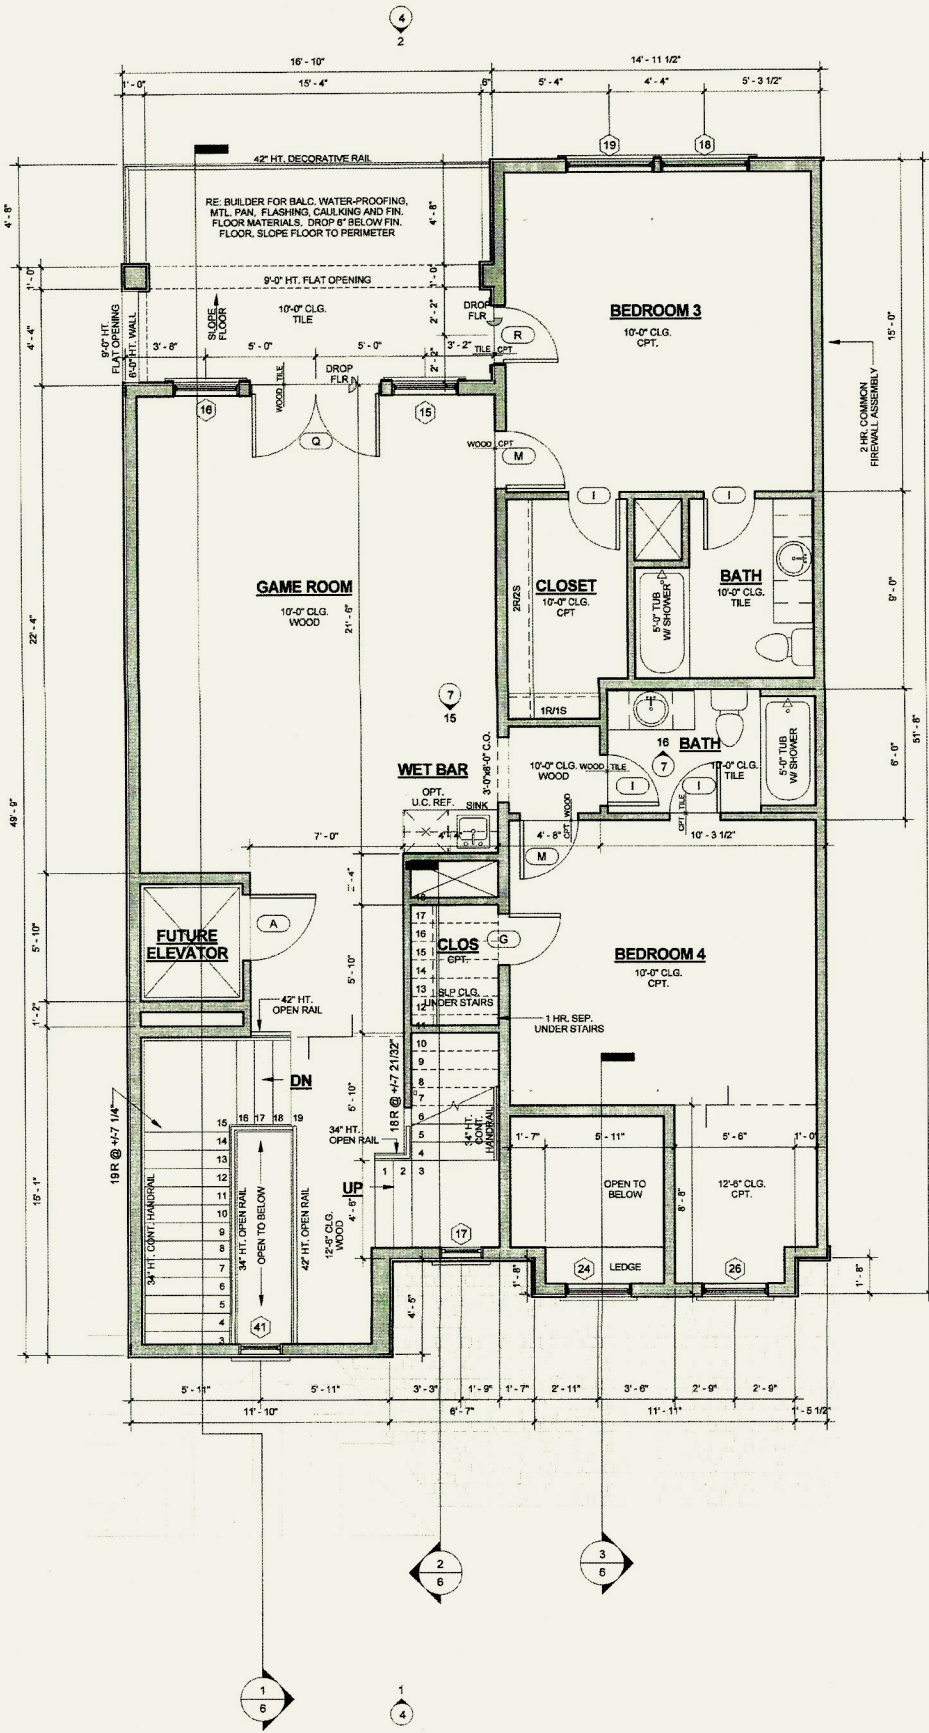 4
2
16' - 10"
14' - 11 1/2"
1' - 0"
15' - 4"
6"
5' - 4"
4' - 4"
5' - 3 1/2"
19
18
42" HT. DECORATIVE RAIL
RE: BUILDER FOR BALC. WATER-PROOFING,
MTL. PAN, FLASHING, CAULKING AND FIN.
FLOOR MATERIALS. DROP 6" BELOW FIN.
FLOOR, SLOPE FLOOR TO PERIMETER
4' - 8"
4' - 8"
1' - 0"
1' - 0"
9'-0" HT. FLAT OPENING
10'-0" CLG.
TILE
SLOPE
FLOOR
9'-0" HT.
FLAT OPENING
6'-0" HT. WALL
4' - 4"
2' - 2"
2' - 2"
DROP
FLR
R
TILE
CPT
3' - 8"
5' - 0"
5' - 0"
3' - 2"
DROP
FLR
WOOD
TILE
16
Q
15
BEDROOM 3
10'-0" CLG.
CPT.
15' - 0"
2 HR. COMMON
FIREWALL ASSEMBLY
WOOD
CPT
M
I
I
GAME ROOM
10'-0" CLG.
WOOD
21' - 6"
22' - 4"
CLOSET
10'-0" CLG.
CPT
2R/2S
1R/1S
BATH
10'-0" CLG.
TILE
5'-0" TUB
W/ SHOWER
9' - 0"
51' - 8"
49' - 9"
7
15
WET BAR
OPT.
U.C. REF.
SINK
4' - 4"
3'-0"x8'-0" C.O.
10'-0" CLG.
WOOD
WOOD
TILE
I
16
7
BATH
10'-0" CLG.
TILE
I
5'-0" TUB
W/ SHOWER
6' - 0"
7' - 0"
4' - 8"
CPT
WOOD
CPT
TILE
10' - 3 1/2"
M
FUTURE
ELEVATOR
A
5' - 10"
1' - 2"
5' - 10"
18
17
16
15
14
13
12
11
CLOS
CPT.
SLP CLG.
UNDER STAIRS
G
BEDROOM 4
10'-0" CLG.
CPT.
42" HT.
OPEN RAIL
1 HR. SEP.
UNDER STAIRS
10
9
8
7
6
5
4
3
2
1
DN
19R @ +/-7 1/4"
18R @ +/-7 21/32"
5' - 10"
34" HT.
OPEN RAIL
34" HT.
CONT.
HANDRAIL
15
16
17
18
19
14
13
12
11
10
9
8
7
6
5
4
3
34" HT. CONT. HANDRAIL
34" HT. OPEN RAIL
OPEN TO BELOW
42" HT. OPEN RAIL
12'-6" CLG.
WOOD
UP
4' - 6"
15' - 1"
1' - 7"
5' - 11"
5' - 6"
1' - 0"
OPEN TO
BELOW
8' - 8"
12'-6" CLG.
CPT.
17
24
LEDGE
26
41
4' - 5"
1' - 8"
1' - 8"
5' - 11"
5' - 11"
3' - 3"
1' - 9"
1' - 7"
2' - 11"
3' - 6"
2' - 9"
2' - 9"
11' - 10"
6' - 7"
11' - 11"
1' - 5 1/2"
2
6
3
6
1
6
1
4